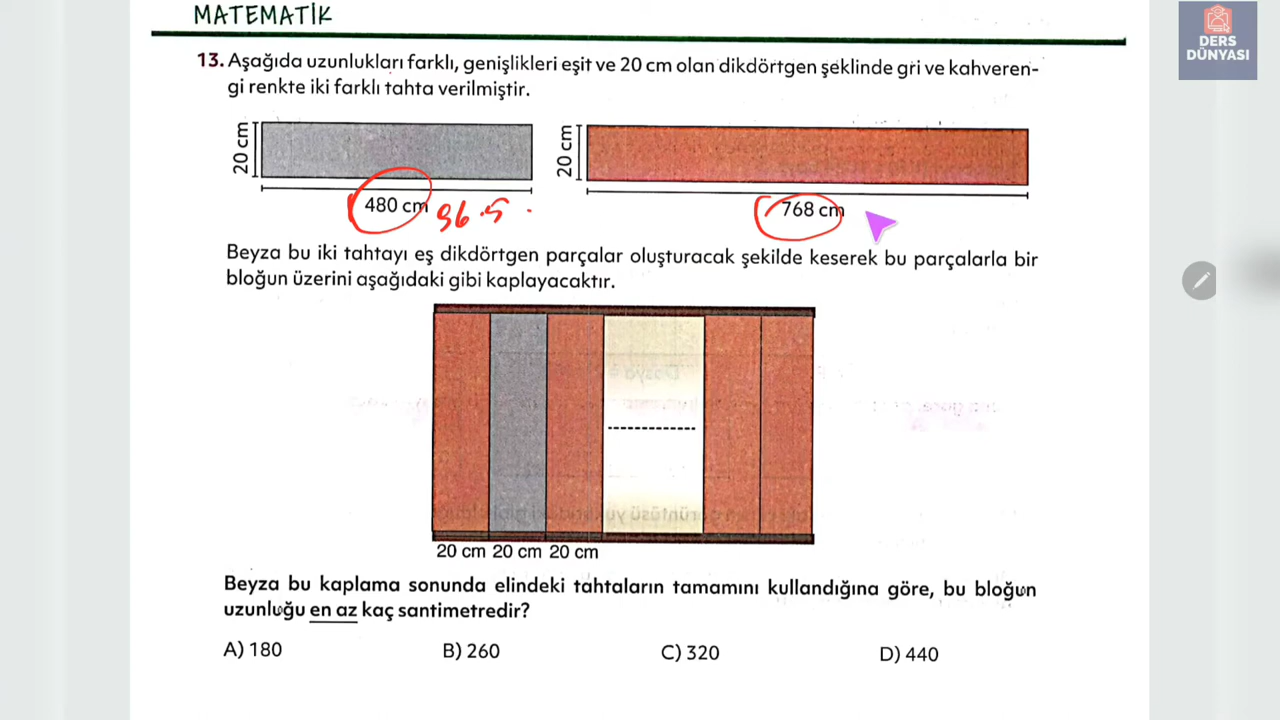 MATEMATİK
DERS
DÜNYASI
13. Aşağıda uzunlukları farklı, genişlikleri eşit ve 20 cm olan dikdörtgen şeklinde gri ve kahveren-
gi renkte iki farklı tahta verilmiştir.
20 cm
20 cm
480 cm
96.5
768 cm
Beyza bu iki tahtayı eş dikdörtgen parçalar oluşturacak şekilde keserek bu parçalarla bir
bloğun üzerini aşağıdaki gibi kaplayacaktır.
20 cm 20 cm 20 cm
Beyza bu kaplama sonunda elindeki tahtaların tamamını kullandığına göre, bu bloğun
uzunluğu en az kaç santimetredir?
A) 180
B) 260
C) 320
D) 440